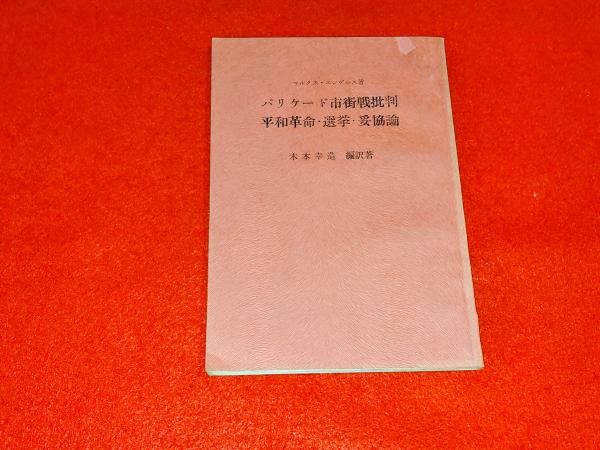 マルクス・エンゲルス著
バリケード市街戦批判
平和革命・選挙・妥協論
木本幸造 編訳著